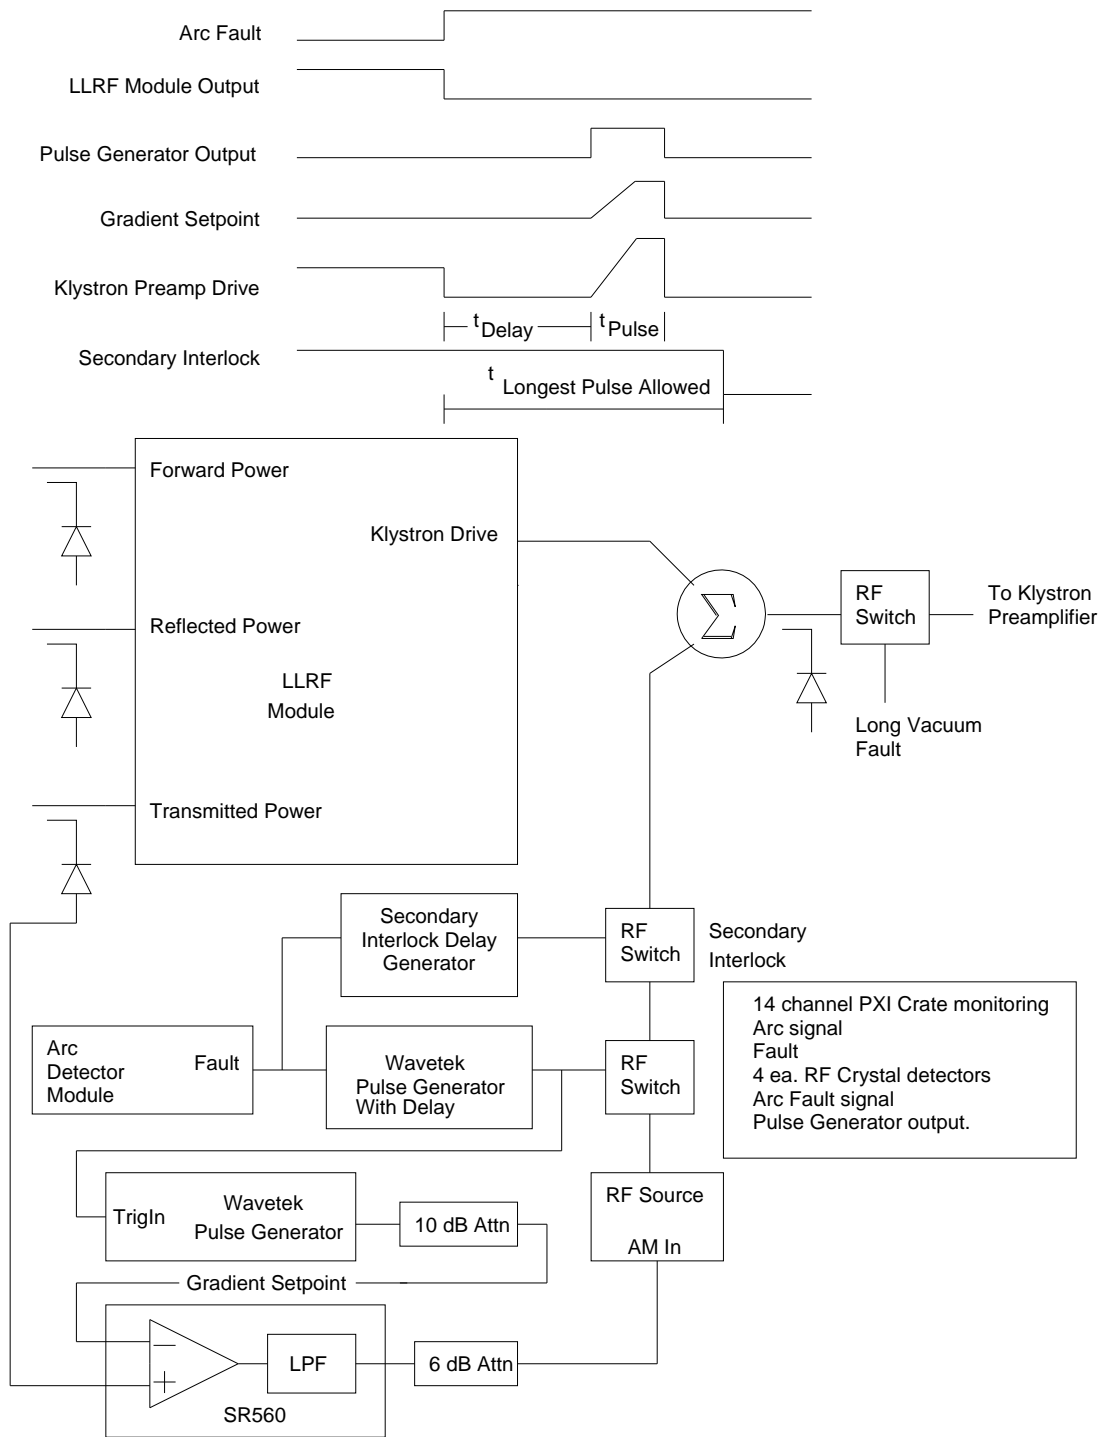 Arc Fault
LLRF Module Output
Pulse Generator Output
Gradient Setpoint
Klystron Preamp Drive
t Delay
t Pulse
Secondary Interlock
t Longest Pulse Allowed
Forward Power
Klystron Drive
Reflected Power
LLRF
Module
Transmitted Power
Σ
RF
Switch
To Klystron
Preamplifier
Long Vacuum
Fault
Secondary
Interlock Delay
Generator
RF
Switch
Secondary
Interlock
Arc
Detector
Module
Fault
Wavetek
Pulse Generator
With Delay
RF
Switch
14 channel PXI Crate monitoring
Arc signal
Fault
4 ea. RF Crystal detectors
Arc Fault signal
Pulse Generator output.
TrigIn
Wavetek
Pulse Generator
10 dB Attn
RF Source
AM In
Gradient Setpoint
−
+
LPF
6 dB Attn
SR560